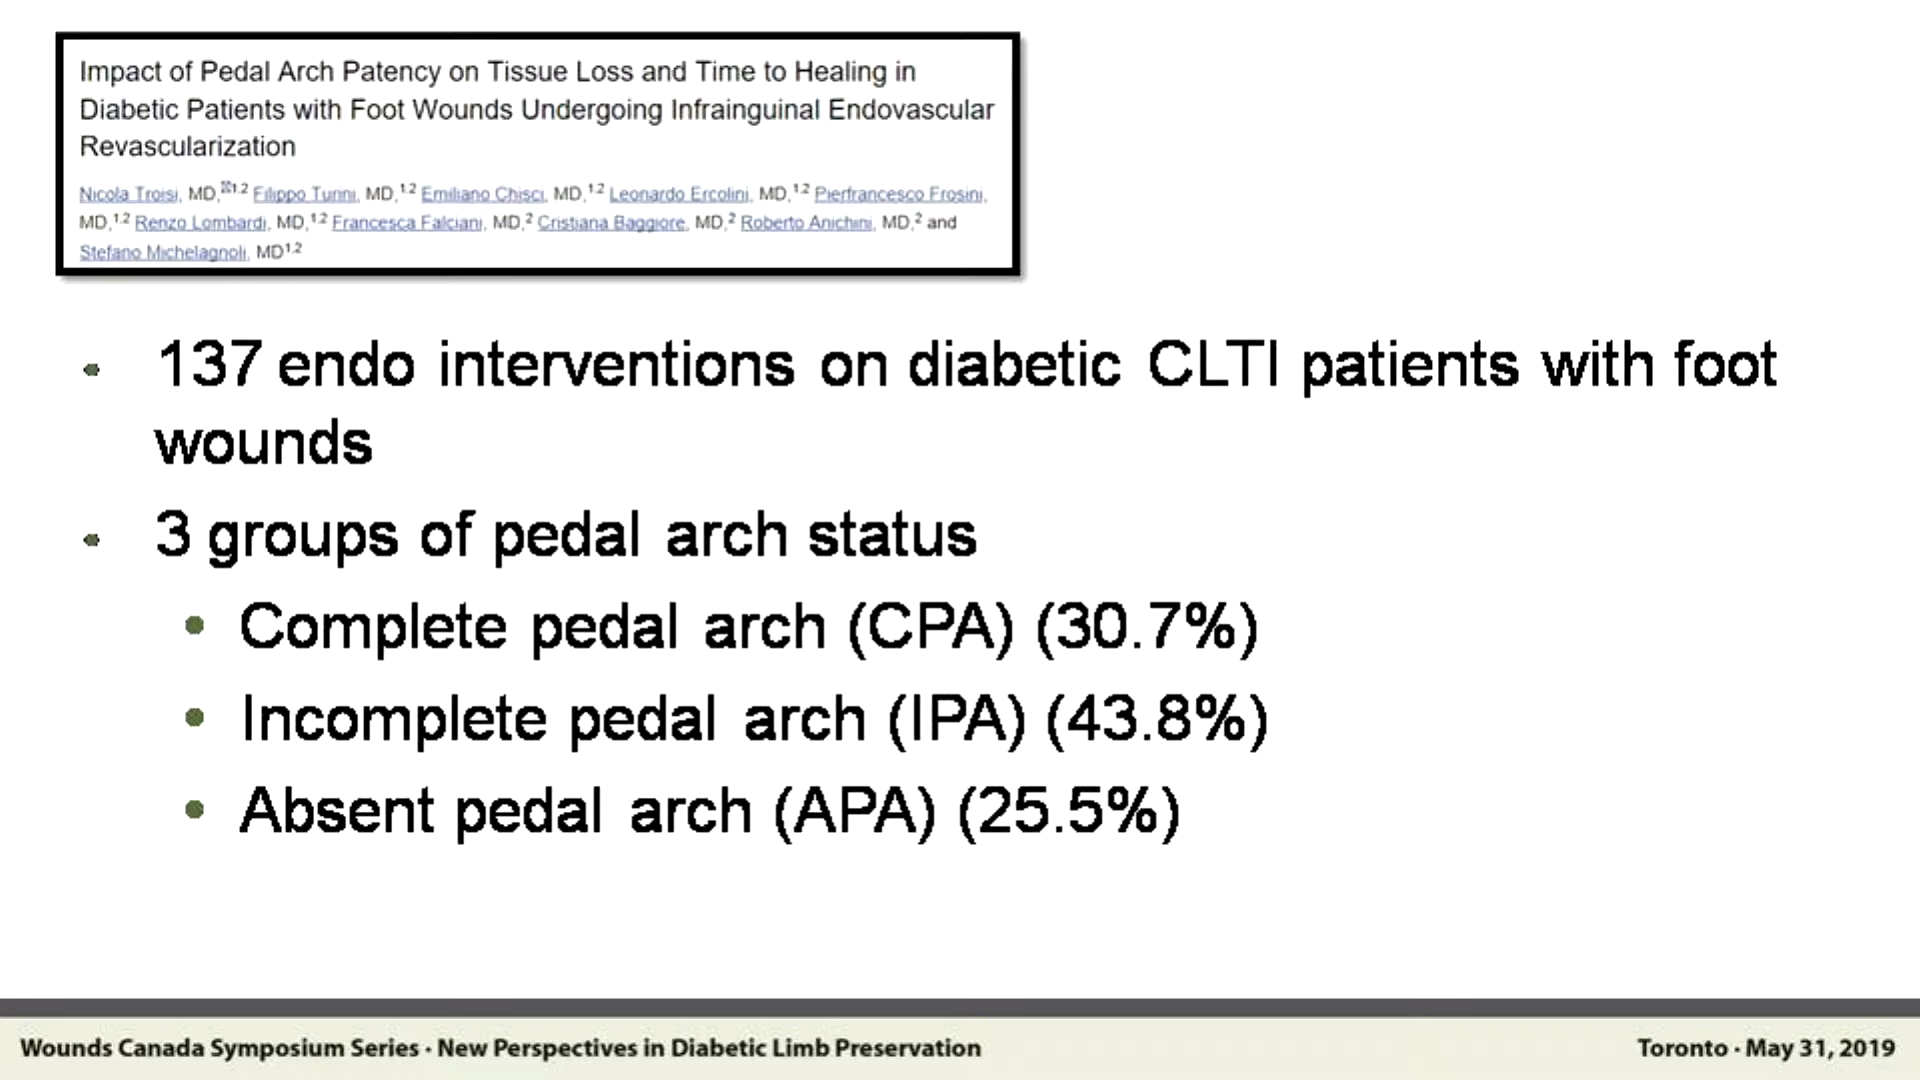 Impact of Pedal Arch Patency on Tissue Loss and Time to Healing in
Diabetic Patients with Foot Wounds Undergoing Infrainguinal Endovascular
Revascularization
Nicola Troisi, MD,✉1,2 Filippo Turini, MD,1,2 Emiliano Chisci, MD,1,2 Leonardo Ercolini, MD,1,2 Pierfrancesco Frosini,
MD,1,2 Renzo Lombardi, MD,1,2 Francesca Falciani, MD,2 Cristiana Baggiore, MD,2 Roberto Anichini, MD,2 and
Stefano Michelagnoli, MD1,2
• 137 endo interventions on diabetic CLTI patients with foot
wounds
• 3 groups of pedal arch status
• Complete pedal arch (CPA) (30.7%)
• Incomplete pedal arch (IPA) (43.8%)
• Absent pedal arch (APA) (25.5%)
Wounds Canada Symposium Series · New Perspectives in Diabetic Limb Preservation
Toronto · May 31, 2019